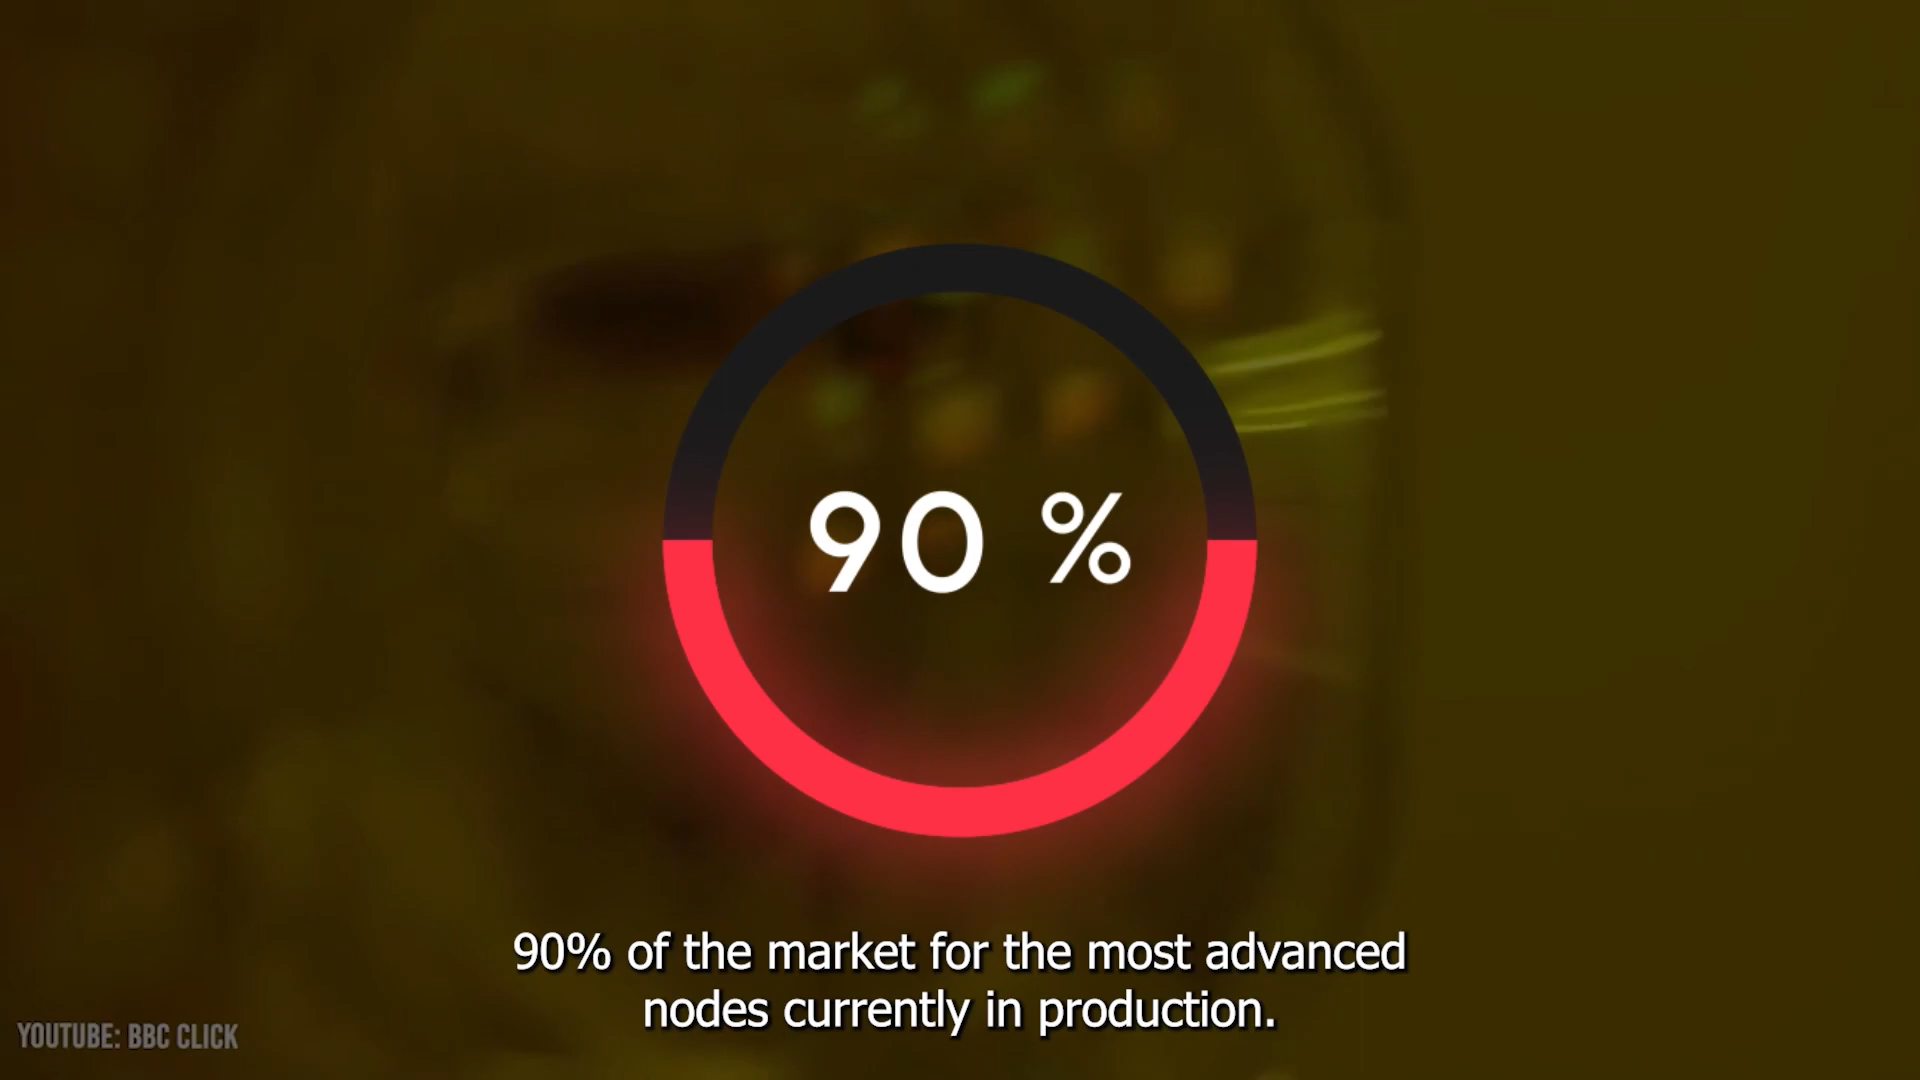 90 %
90% of the market for the most advanced
nodes currently in production.
YOUTUBE: BBC CLICK